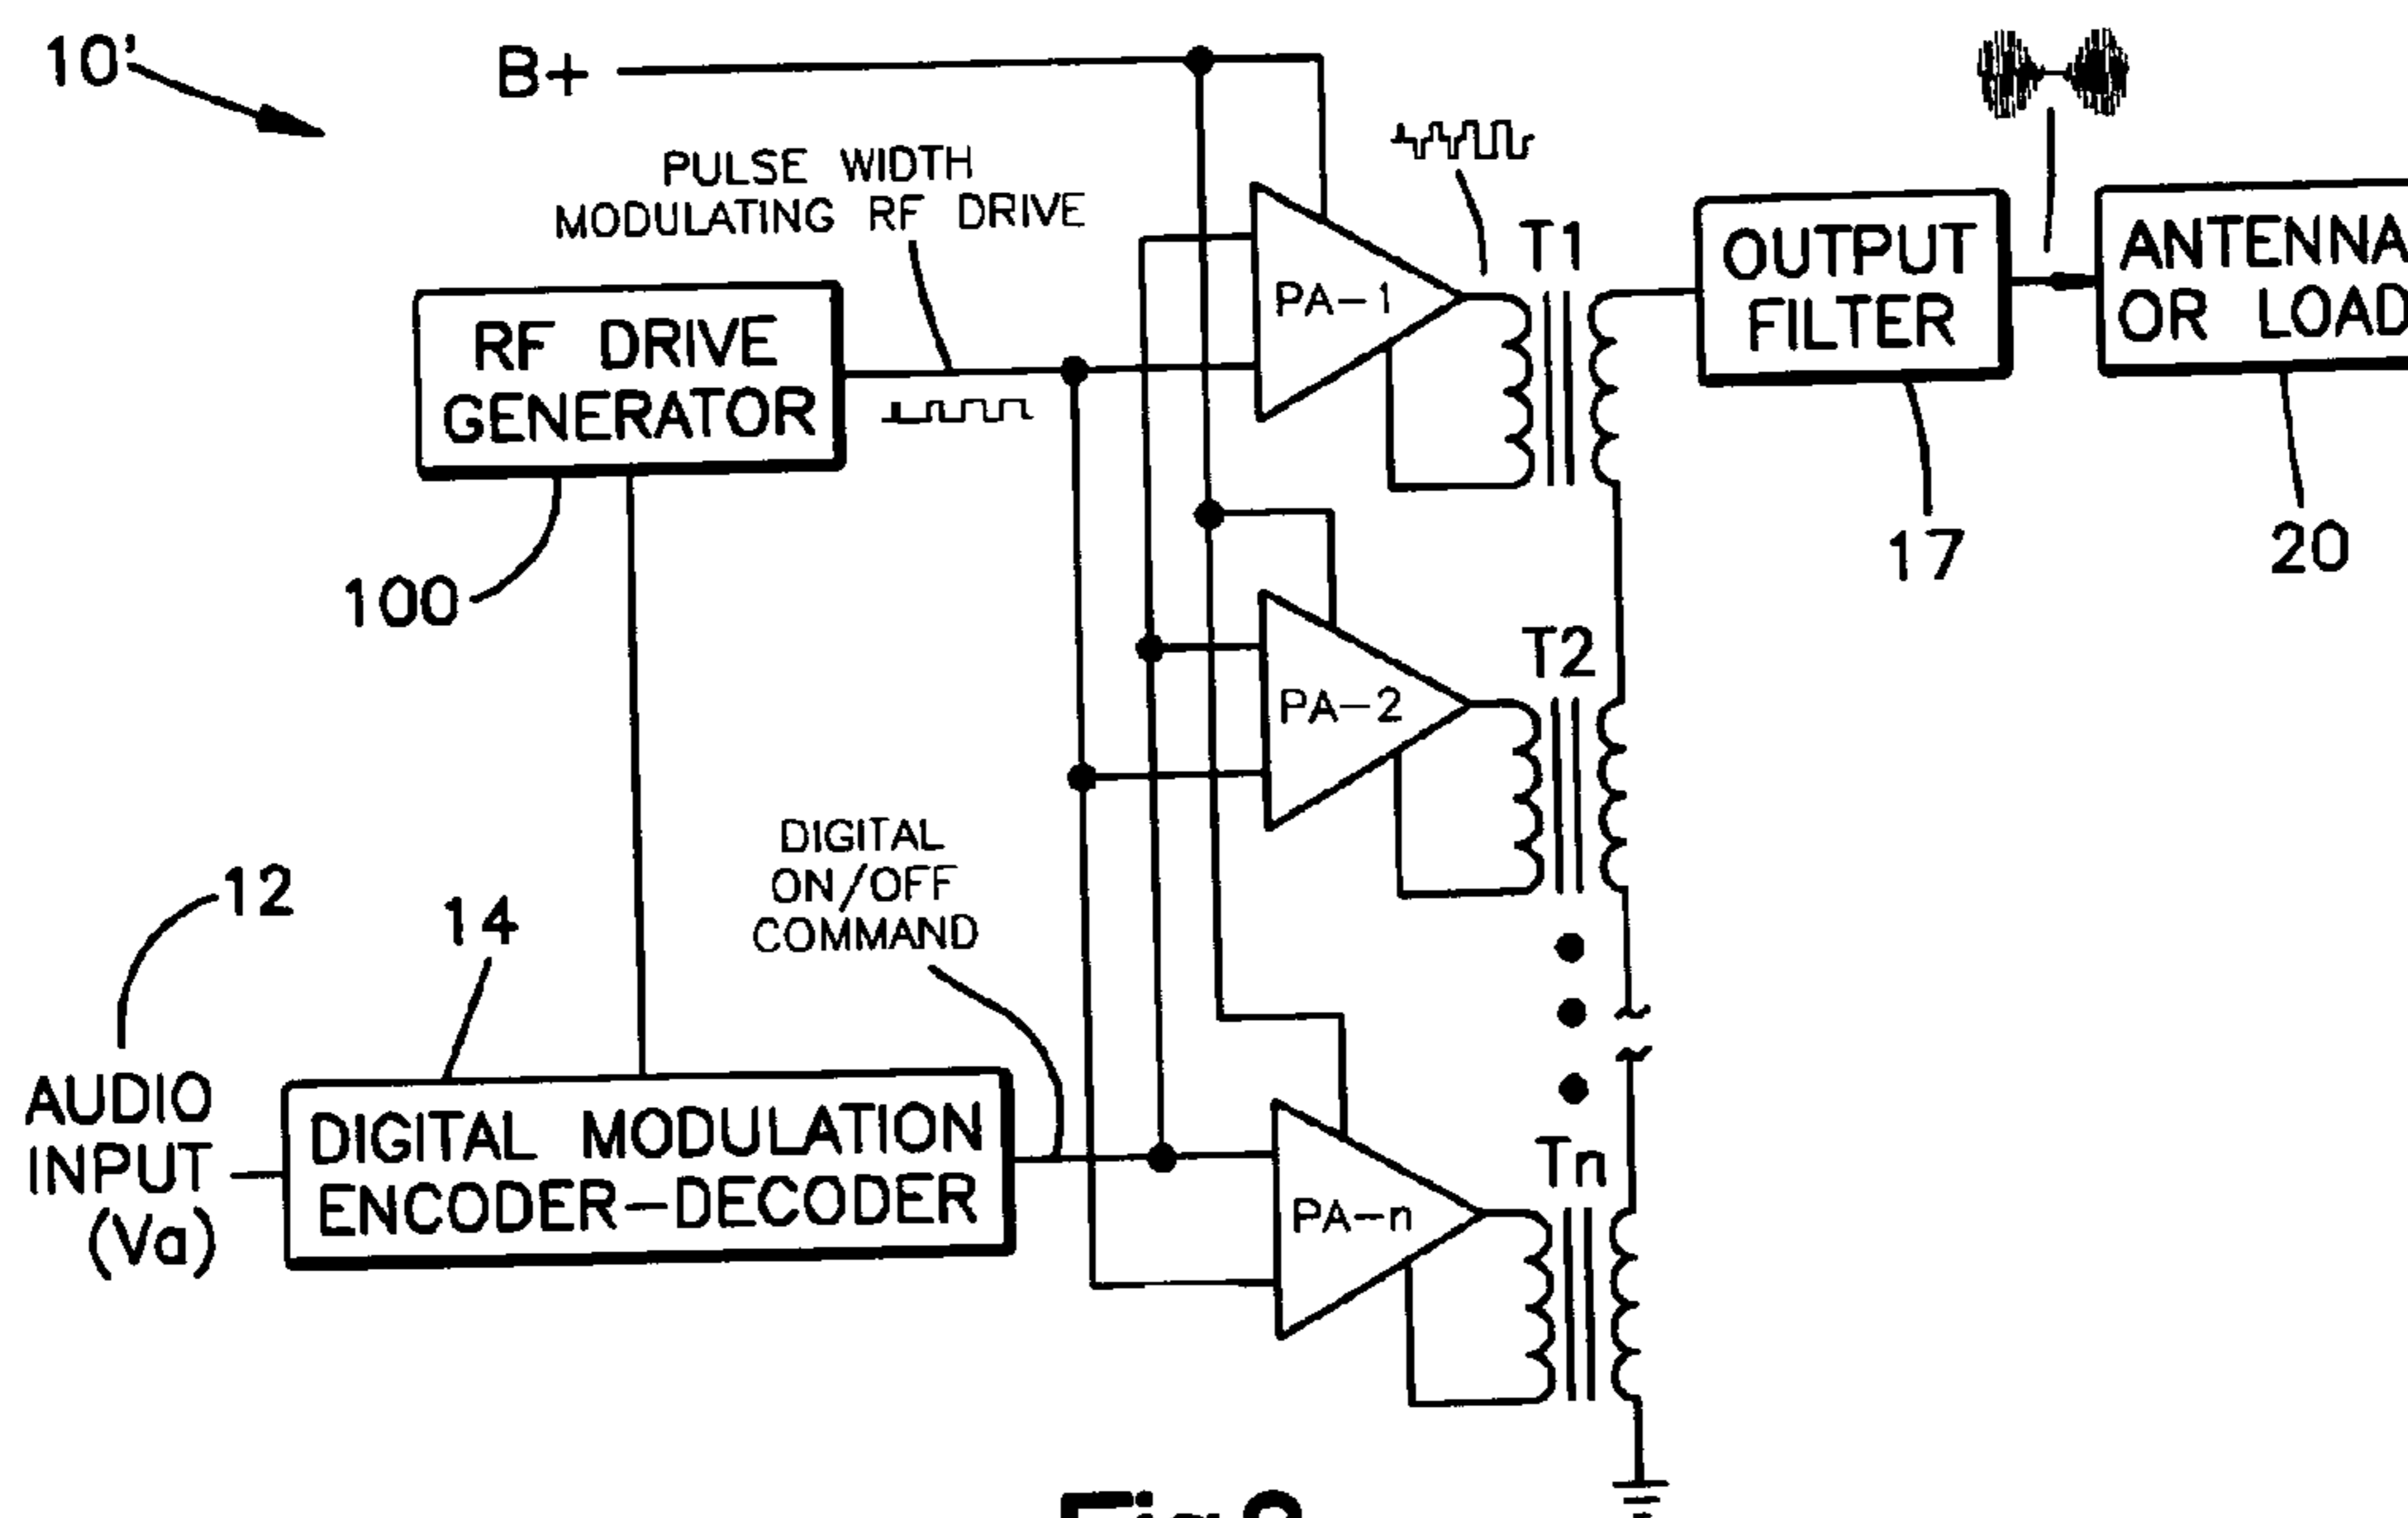 10'
B+
PULSE WIDTH
MODULATING RF DRIVE
RF DRIVE
GENERATOR
100
PA-1
T1
OUTPUT
FILTER
17
ANTENNA
OR LOAD
20
PA-2
T2
DIGITAL
ON/OFF
COMMAND
12
14
AUDIO
INPUT
(Va)
DIGITAL MODULATION
ENCODER-DECODER
PA-n
Tn